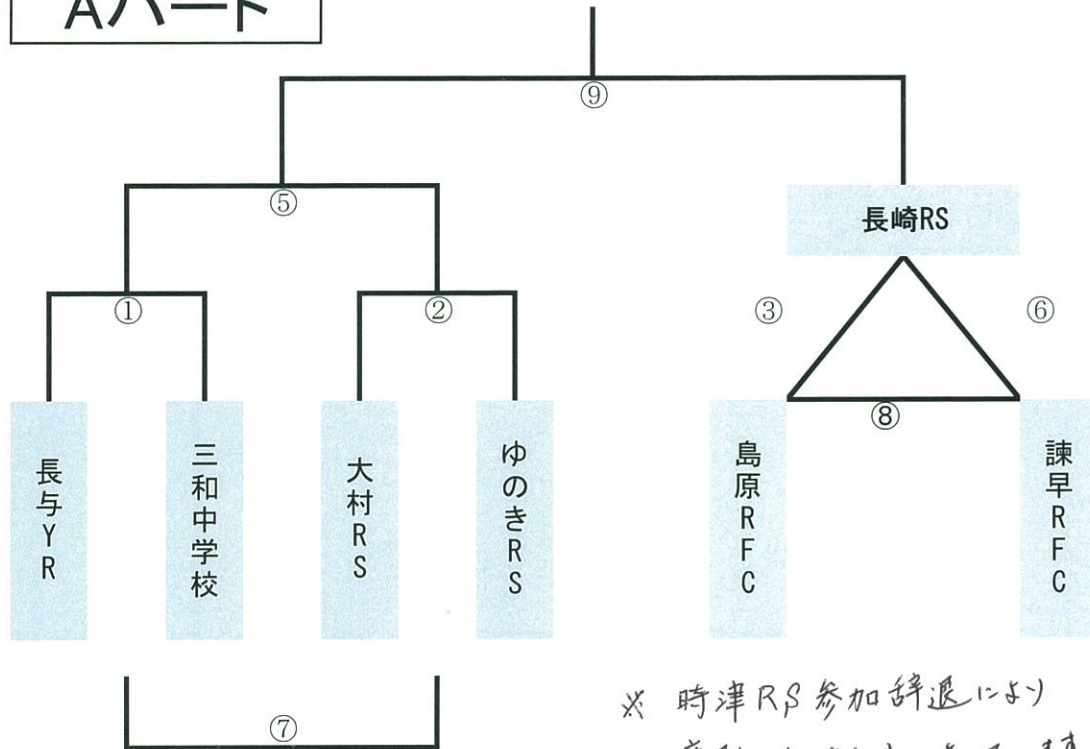 Aパート
⑨
⑤
長崎RS
① ② ③ ⑥
⑧
長与YR
三和中学校
大村RS
ゆのきRS
島原RFC
諫早RFC
⑦
※ 時津RS参加辞退により